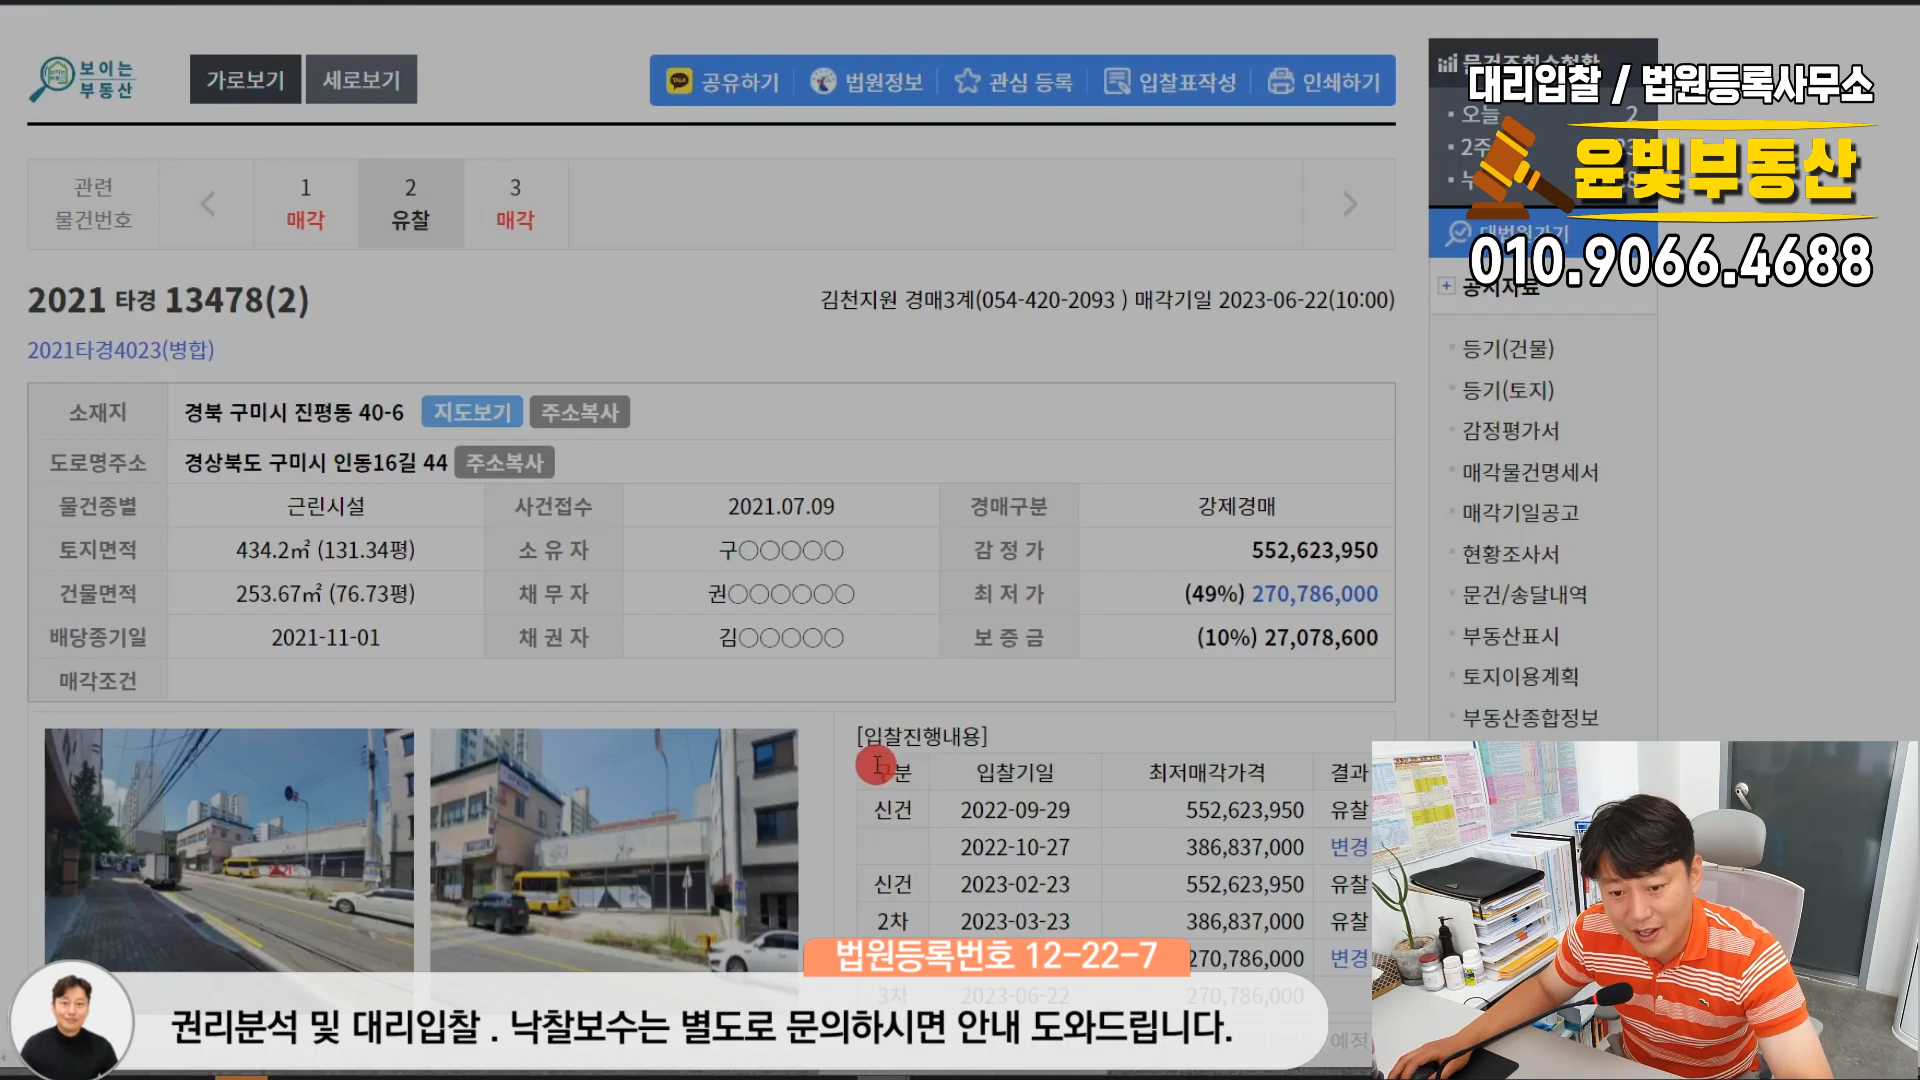 보이는
부동산
가로보기 세로보기
공유하기 법원정보 관심 등록 입찰표작성 인쇄하기
대리입찰 / 법원등록사무소
오늘 2
윤빛부동산
010.9066.4688
관련
물건번호
1
매각
2
유찰
3
매각
2021 타경 13478(2)
김천지원 경매3계(054-420-2093 ) 매각기일 2023-06-22(10:00)
2021타경4023(병합)
소재지 경북 구미시 진평동 40-6 지도보기 주소복사
도로명주소 경상북도 구미시 인동16길 44 주소복사
물건종별 근린시설 사건접수 2021.07.09 경매구분 강제경매
토지면적 434.2㎡ (131.34평) 소 유 자 구○○○○○ 감 정 가 552,623,950
건물면적 253.67㎡ (76.73평) 채 무 자 권○○○○○○ 최 저 가 (49%) 270,786,000
배당종기일 2021-11-01 채 권 자 김○○○○○ 보 증 금 (10%) 27,078,600
매각조건
등기(건물)
등기(토지)
감정평가서
매각물건명세서
매각기일공고
현황조사서
문건/송달내역
부동산표시
토지이용계획
부동산종합정보
[입찰진행내용]
구분 입찰기일 최저매각가격 결과
신건 2022-09-29 552,623,950 유찰
2022-10-27 386,837,000 변경
신건 2023-02-23 552,623,950 유찰
2차 2023-03-23 386,837,000 유찰
270,786,000 변경
3차 2023-06-22 270,786,000
예정
법원등록번호 12-22-7
권리분석 및 대리입찰 . 낙찰보수는 별도로 문의하시면 안내 도와드립니다.